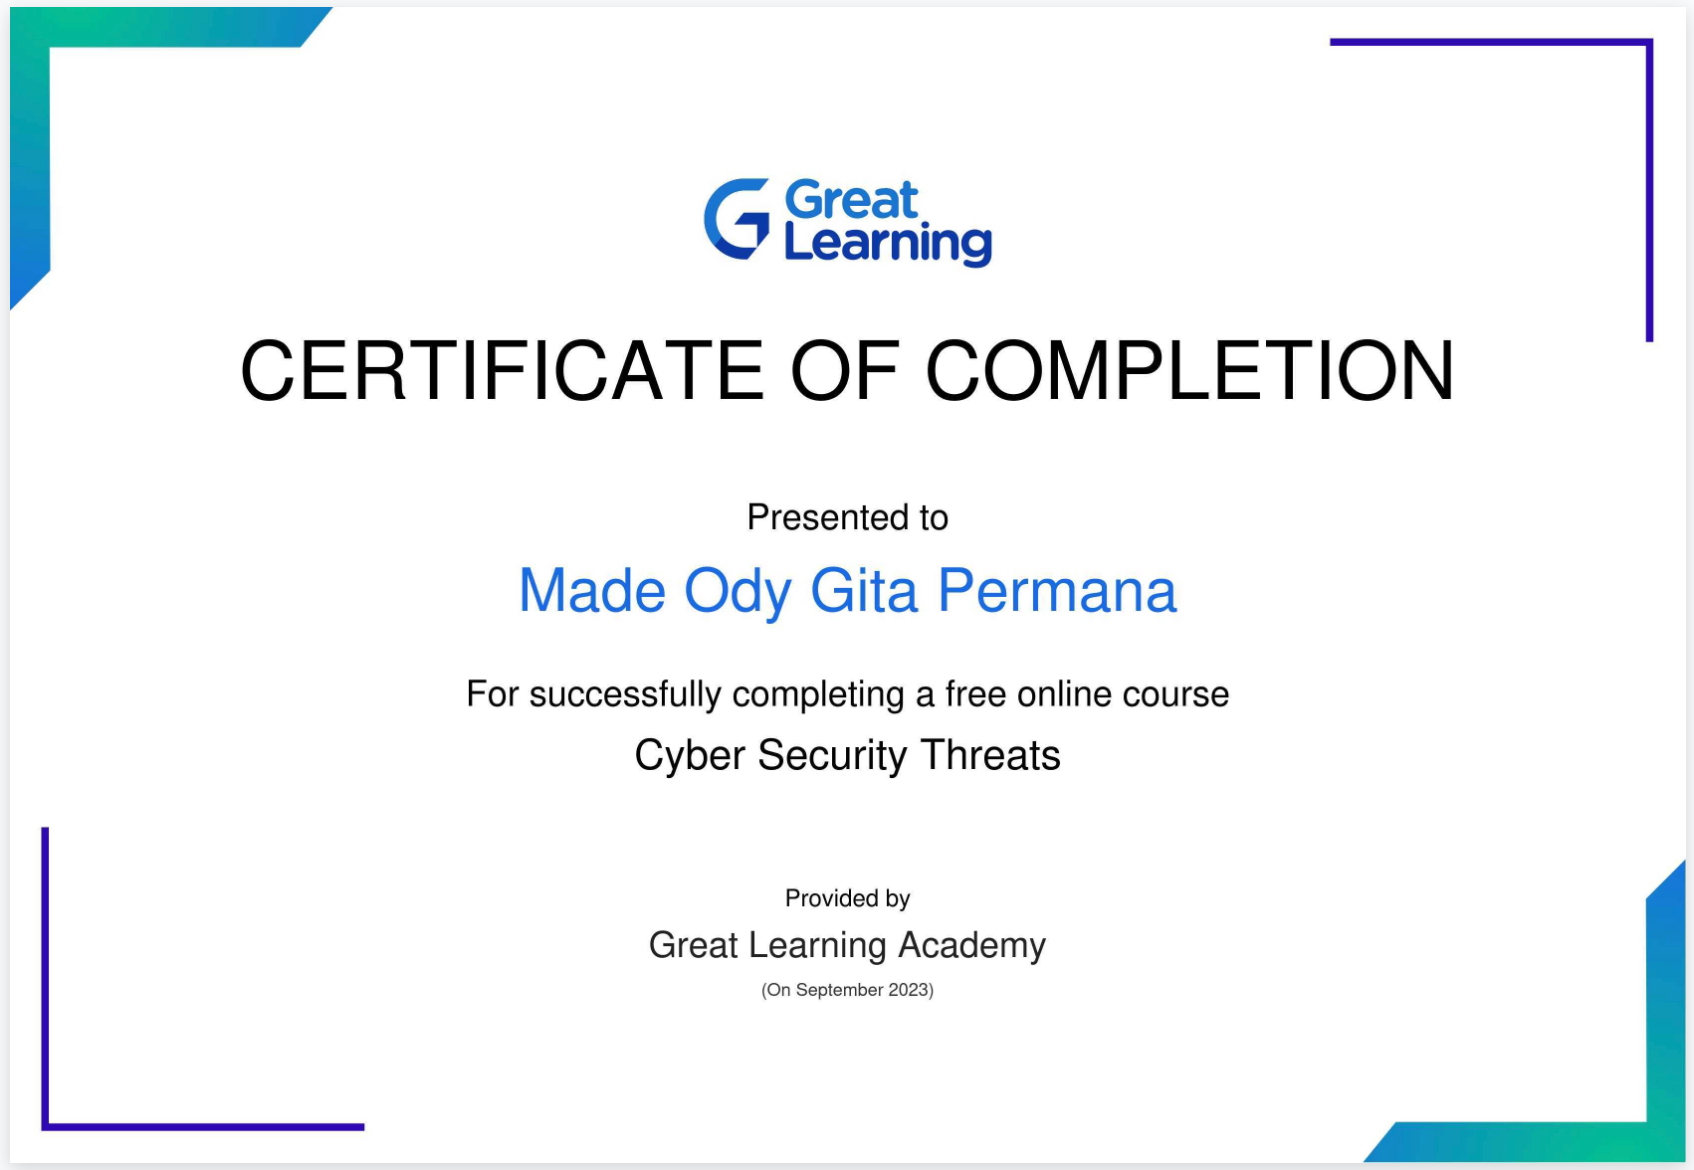 Great
Learning
CERTIFICATE OF COMPLETION
Presented to
Made Ody Gita Permana
For successfully completing a free online course
Cyber Security Threats
Provided by
Great Learning Academy
(On September 2023)